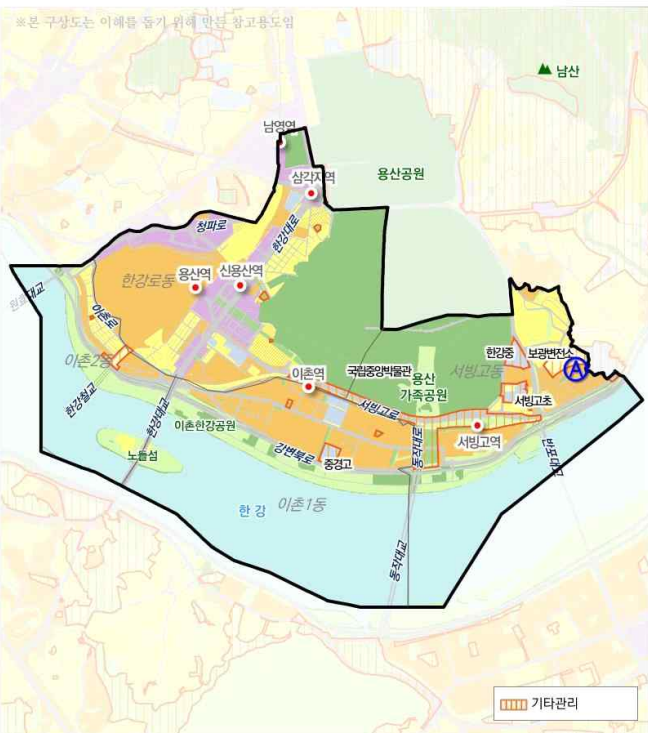 ※본 구상도는 이해를 돕기 위해 만든 참고용도임
남산
남영역
용산공원
삼각지역
청파로
한강대로
한강로동
용산역
신용산역
원효대교
이촌로
한강중
보광변전소
이촌2동
국립중앙박물관
서빙고동
A
이촌역
용산
가족공원
한강철교
서빙고로
서빙고초
한강대교
이촌한강공원
동작대로
서빙고역
반포대교
노들섬
강변북로
중경고
한강
이촌1동
동작대교
기타관리